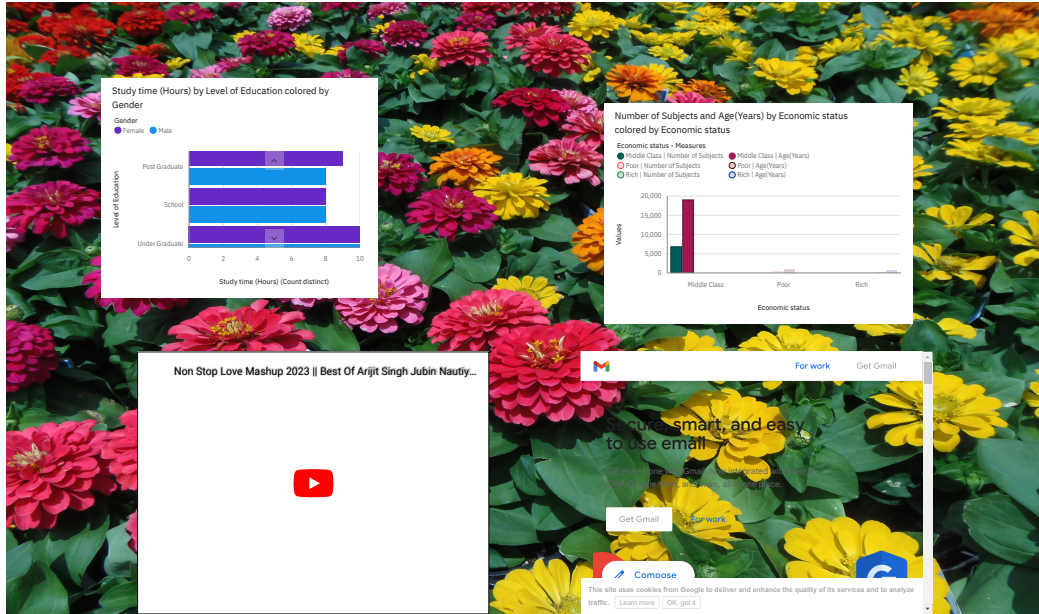 Study time (Hours) by Level of Education colored by
Gender
Gender
Female Male
Post Graduate
School
Under Graduate
Level of Education
0 2 4 6 8 10
Study time (Hours) (Count distinct)
Number of Subjects and Age(Years) by Economic status
colored by Economic status
Economic status - Measures
Middle Class | Number of Subjects Middle Class | Age(Years)
Poor | Number of Subjects Poor | Age(Years)
Rich | Number of Subjects Rich | Age(Years)
20,000
15,000
10,000
5,000
0
Values
Middle Class Poor Rich
Economic status
Non Stop Love Mashup 2023 || Best Of Arijit Singh Jubin Nautiy...
For work Get Gmail
Secure, smart, and easy
to use email
Gmail integrated with
all one place.
Get Gmail For work
Compose
This site uses cookies from Google to deliver and enhance the quality of its services and to analyze
traffic. Learn more OK, got it